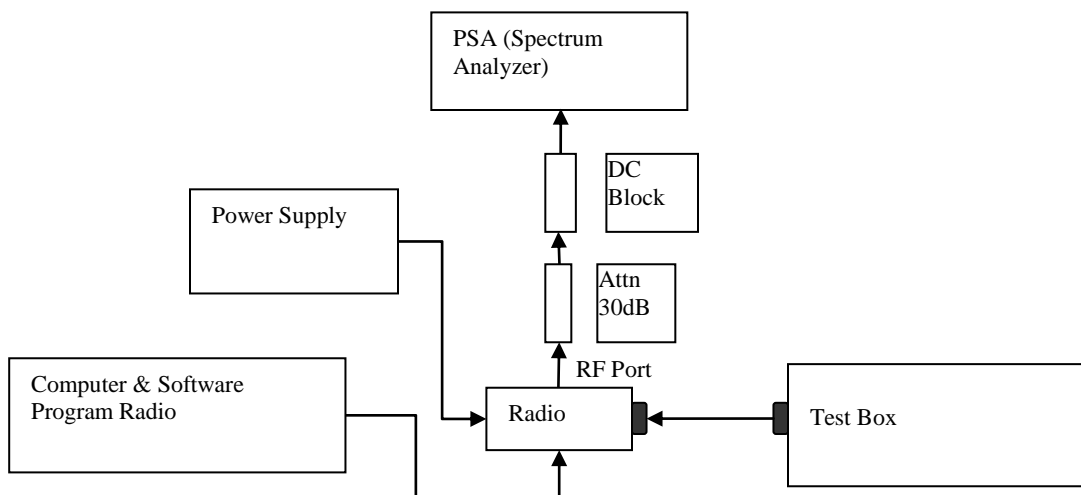 PSA (Spectrum
Analyzer)
DC
Block
Power Supply
Attn
30dB
RF Port
Computer & Software
Program Radio
Radio
Test Box